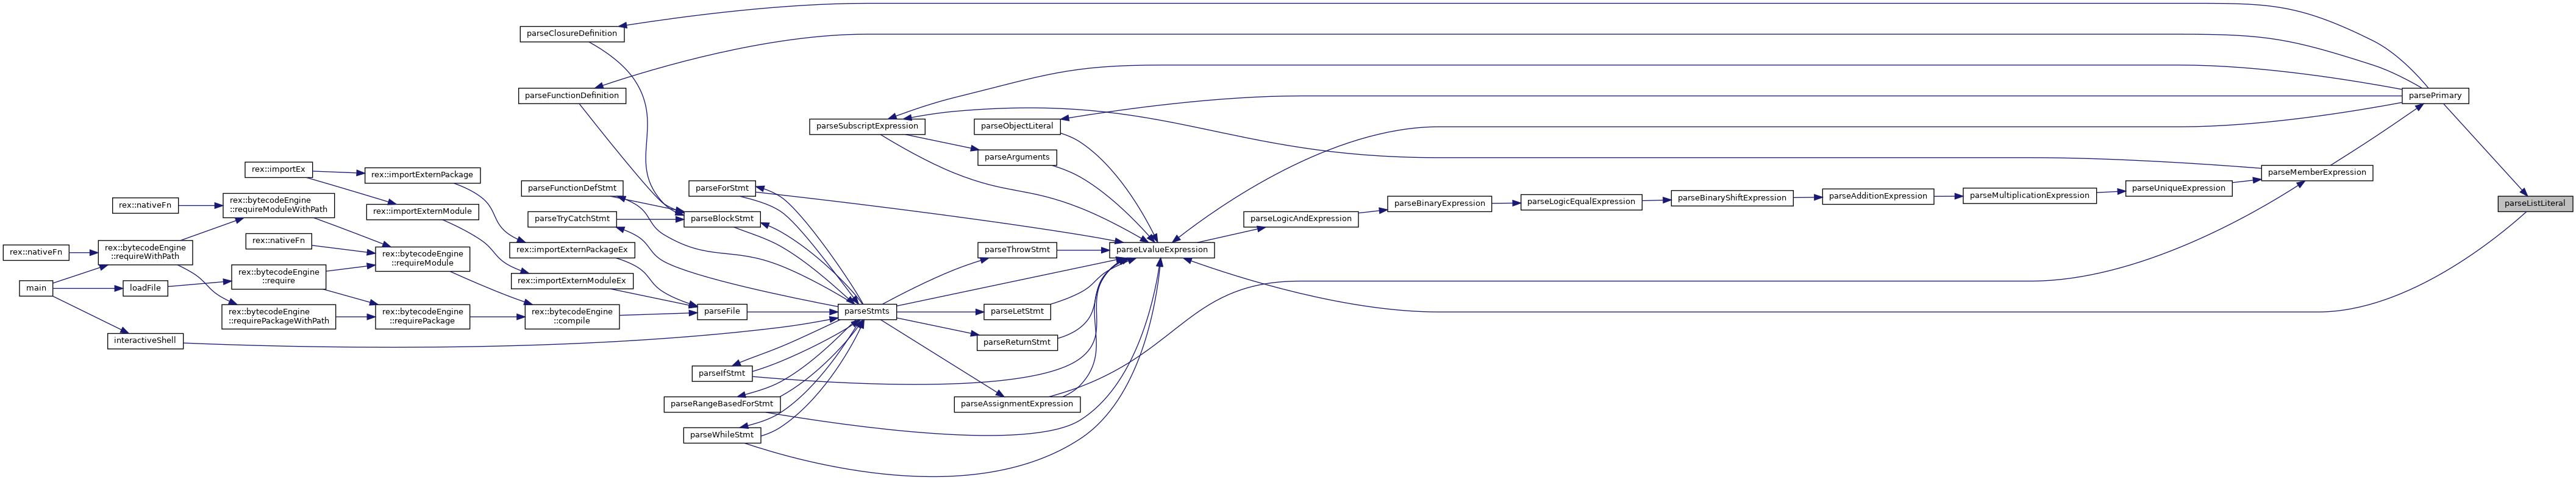 parseClosureDefinition
parseFunctionDefinition
parsePrimary
parseSubscriptExpression
parseObjectLiteral
parseArguments
rex::importEx
rex::importExternPackage
parseMemberExpression
parseFunctionDefStmt
parseForStmt
parseUniqueExpression
parseMultiplicationExpression
parseAdditionExpression
parseBinaryShiftExpression
parseLogicEqualExpression
parseBinaryExpression
parseListLiteral
rex::nativeFn
rex::bytecodeEngine
::requireModuleWithPath
rex::importExternModule
parseTryCatchStmt
parseBlockStmt
parseLogicAndExpression
rex::nativeFn
rex::nativeFn
rex::bytecodeEngine
::requireWithPath
rex::bytecodeEngine
::requireModule
rex::importExternPackageEx
parseThrowStmt
parseLvalueExpression
main
loadFile
rex::bytecodeEngine
::require
rex::importExternModuleEx
rex::bytecodeEngine
::requirePackageWithPath
rex::bytecodeEngine
::requirePackage
rex::bytecodeEngine
::compile
parseFile
parseStmts
parseLetStmt
interactiveShell
parseReturnStmt
parseIfStmt
parseRangeBasedForStmt
parseAssignmentExpression
parseWhileStmt